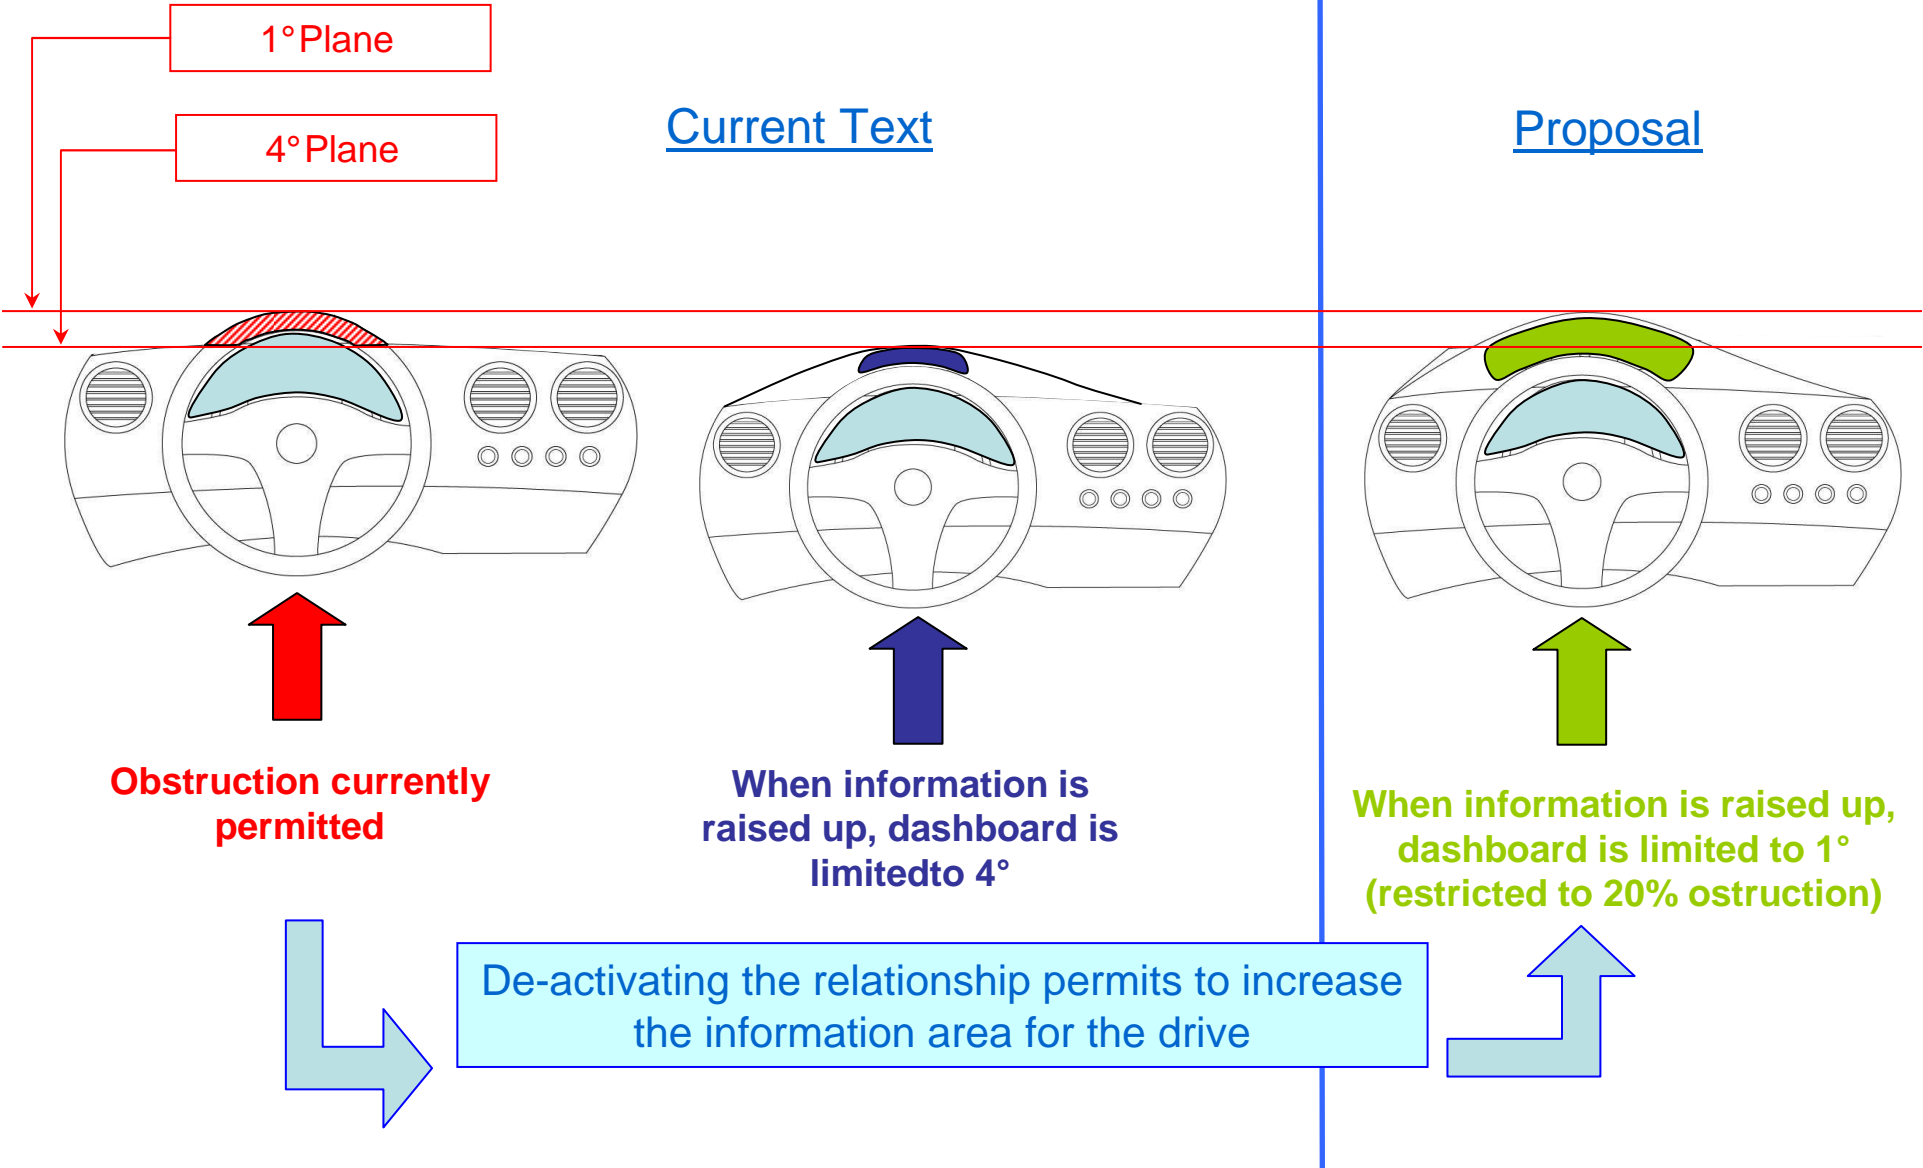 1° Plane
4° Plane
Current Text
Proposal
Obstruction currently
permitted
When information is
raised up, dashboard is
limitedto 4°
When information is raised up,
dashboard is limited to 1°
(restricted to 20% ostruction)
De-activating the relationship permits to increase
the information area for the drive